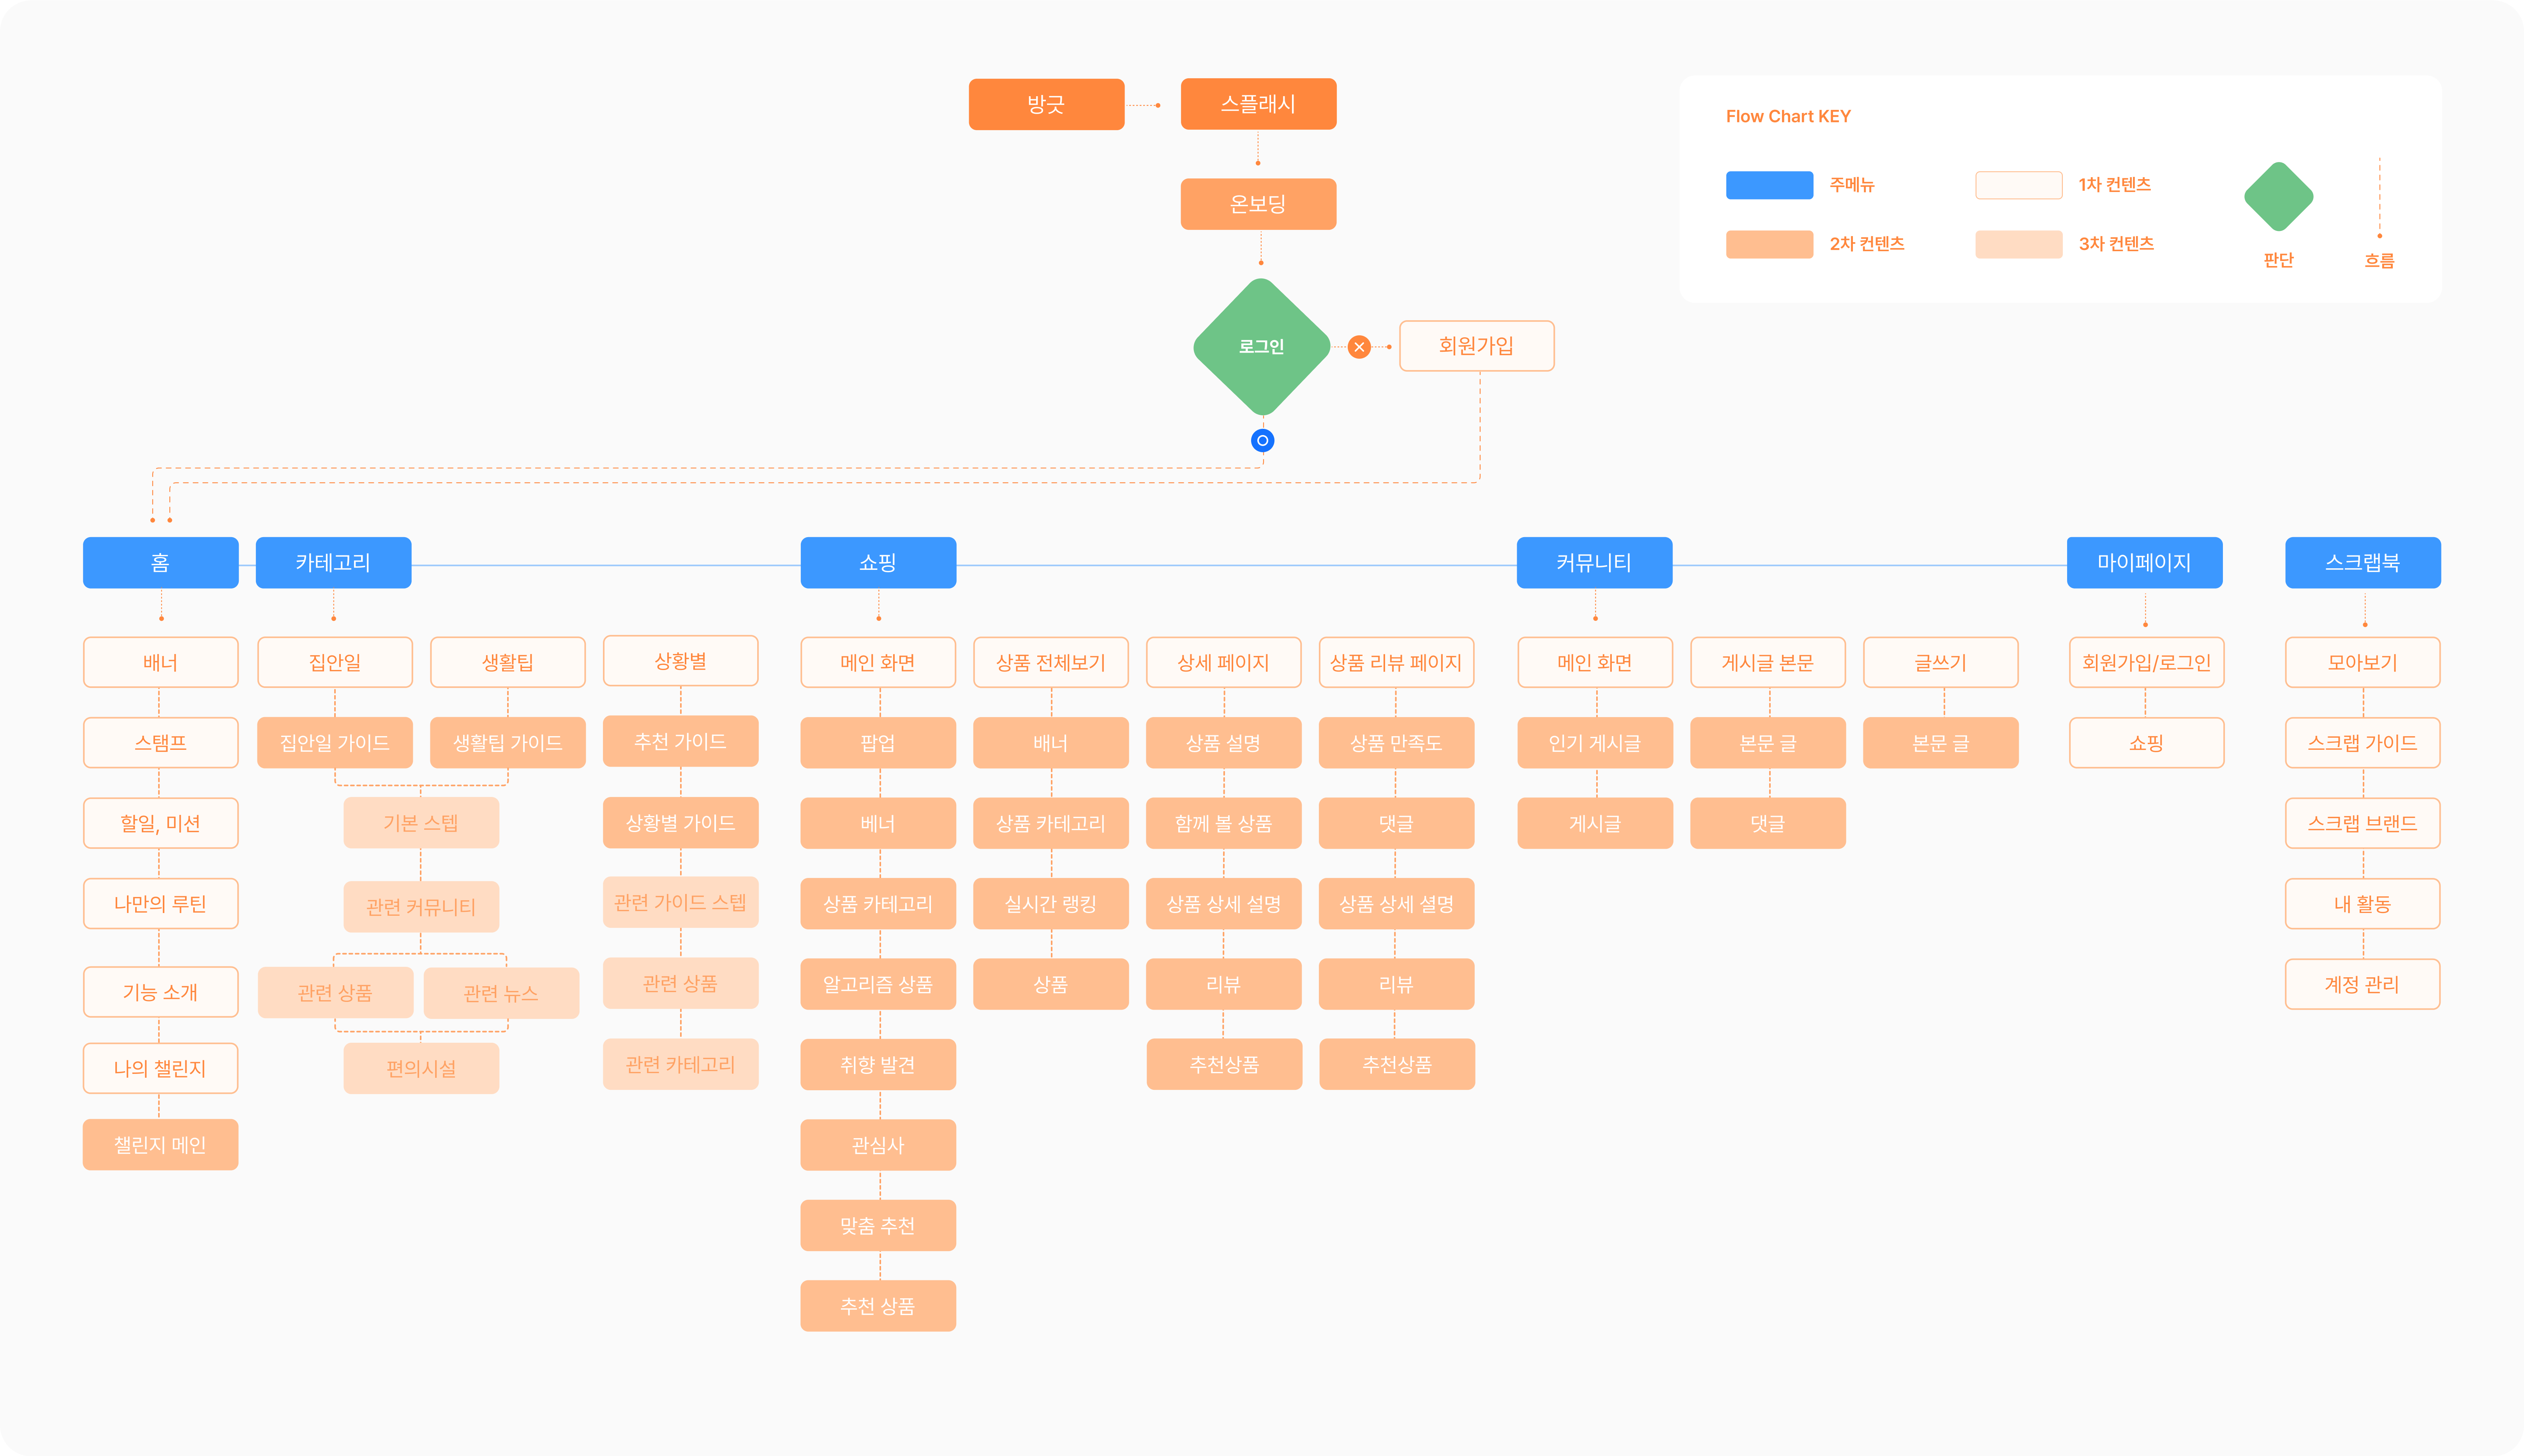 방긋
스플래시
온보딩
로그인
회원가입
Flow Chart KEY
주메뉴
1차 컨텐츠
2차 컨텐츠
3차 컨텐츠
판단
흐름
홈
카테고리
쇼핑
커뮤니티
마이페이지
스크랩북
배너
스탬프
할일, 미션
나만의 루틴
기능 소개
나의 챌린지
챌린지 메인
집안일
생활팁
집안일 가이드
생활팁 가이드
기본 스텝
관련 커뮤니티
관련 상품
관련 뉴스
편의시설
상황별
추천 가이드
상황별 가이드
관련 가이드 스텝
관련 상품
관련 카테고리
메인 화면
팝업
베너
상품 카테고리
알고리즘 상품
취향 발견
관심사
맞춤 추천
추천 상품
상품 전체보기
배너
상품 카테고리
실시간 랭킹
상품
상세 페이지
상품 설명
함께 볼 상품
상품 상세 설명
리뷰
추천상품
상품 리뷰 페이지
상품 만족도
댓글
상품 상세 셜명
리뷰
추천상품
메인 화면
인기 게시글
게시글
게시글 본문
본문 글
댓글
글쓰기
본문 글
회원가입/로그인
쇼핑
모아보기
스크랩 가이드
스크랩 브랜드
내 활동
계정 관리